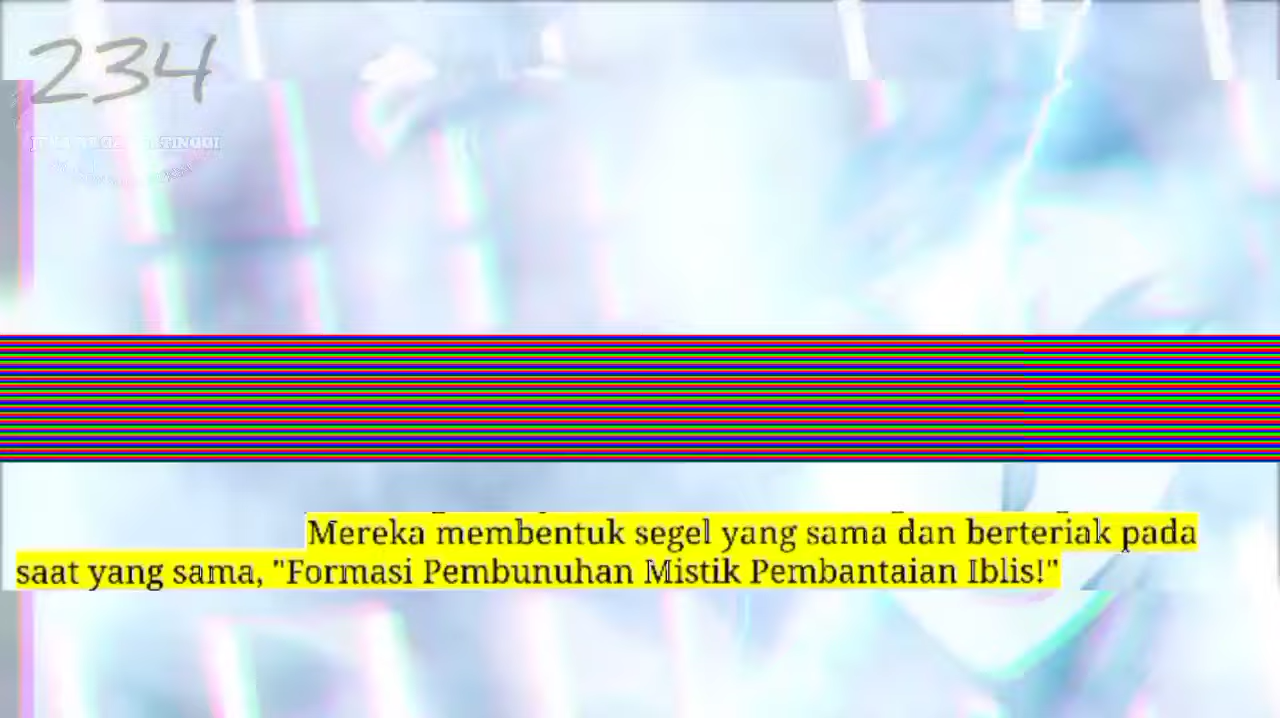 234
Mereka membentuk segel yang sama dan berteriak pada
saat yang sama, "Formasi Pembunuhan Mistik Pembantaian Iblis!"